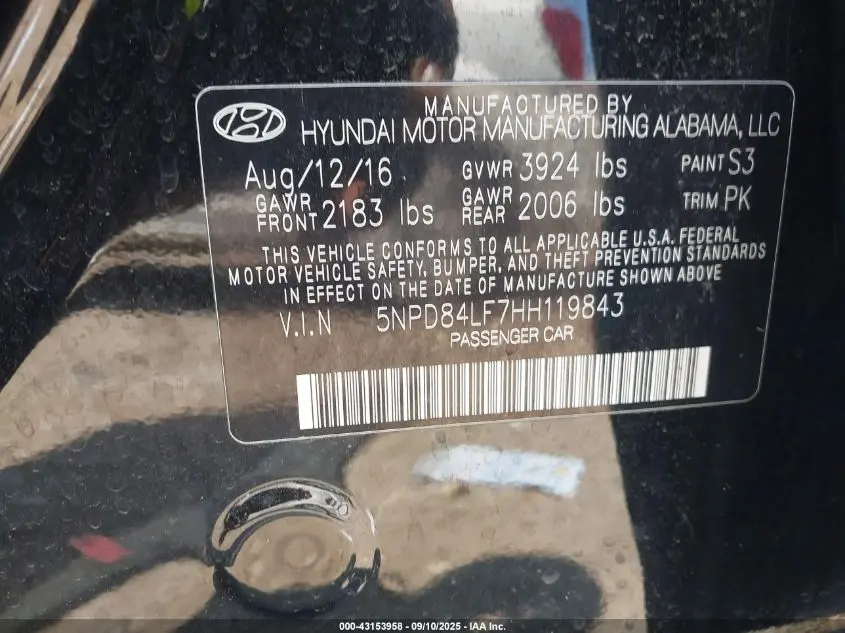 MANUFACTURED BY
HYUNDAI MOTOR MANUFACTURING ALABAMA, LLC
Aug/12/16 GVWR 3924 lbs PAINT S3
GAWR FRONT 2183 lbs GAWR REAR 2006 lbs TRIM PK
THIS VEHICLE CONFORMS TO ALL APPLICABLE U.S.A. FEDERAL
MOTOR VEHICLE SAFETY, BUMPER, AND THEFT PREVENTION STANDARDS
IN EFFECT ON THE DATE OF MANUFACTURE SHOWN ABOVE
V.I.N 5NPD84LF7HH119843
PASSENGER CAR
000-43153958 - 09/10/2025 - IAA Inc.